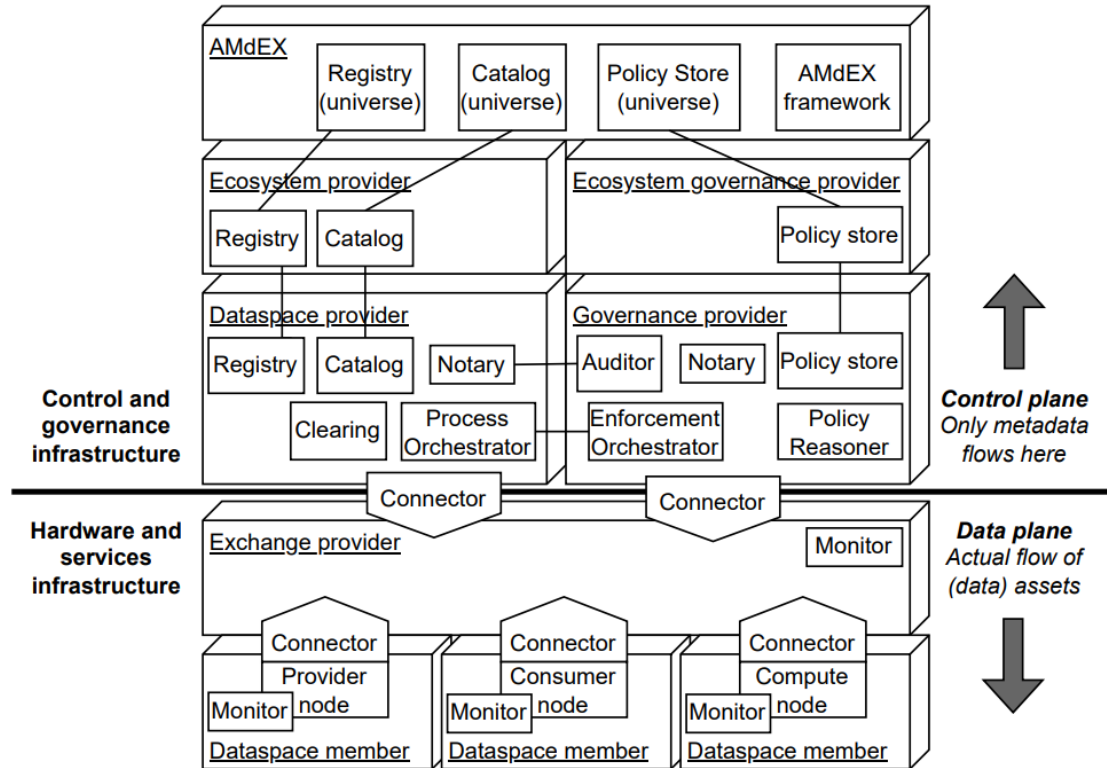 AMdEX
Registry
(universe)
Catalog
(universe)
Policy Store
(universe)
AMdEX
framework
Ecosystem provider
Registry
Catalog
Ecosystem governance provider
Policy store
Dataspace provider
Registry
Catalog
Notary
Clearing
Process
Orchestrator
Governance provider
Auditor
Notary
Policy store
Enforcement
Orchestrator
Policy
Reasoner
Control and
governance
infrastructure
Control plane
Only metadada
flows here
Connector
Connector
Hardware and
services
infrastructure
Exchange provider
Monitor
Data plane
Actual flow of
(data) assets
Connector
Provider
node
Monitor
Dataspace member
Connector
Consumer
node
Monitor
Dataspace member
Connector
Compute
node
Monitor
Dataspace member